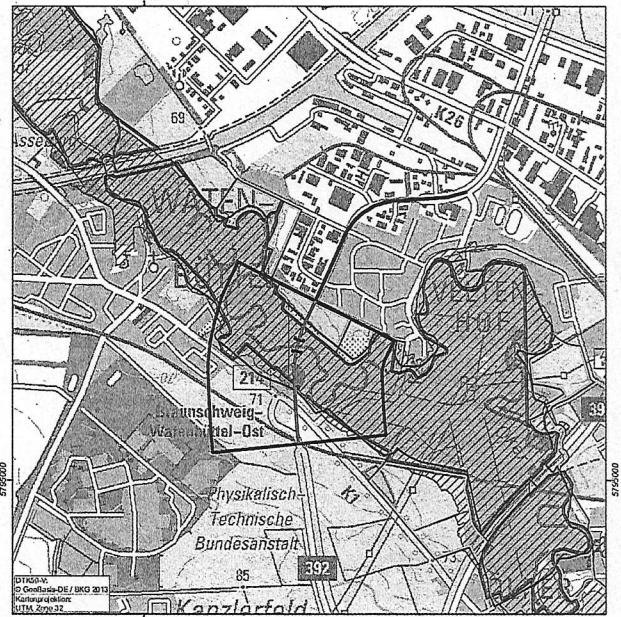 69
K26
WATEN-
BÜTTEL
VELTEN
HOF
214
71
Braunschweig-
Watenbüttel-Ost
39
Physikalisch-
Technische
Bundesanstalt
K1
73
392
85
Kanzlerfeld
5795000
5795000
DTK50-V:
© GeoBasis-DE / BKG 2013
Kartenprojektion:
UTM, Zone 32